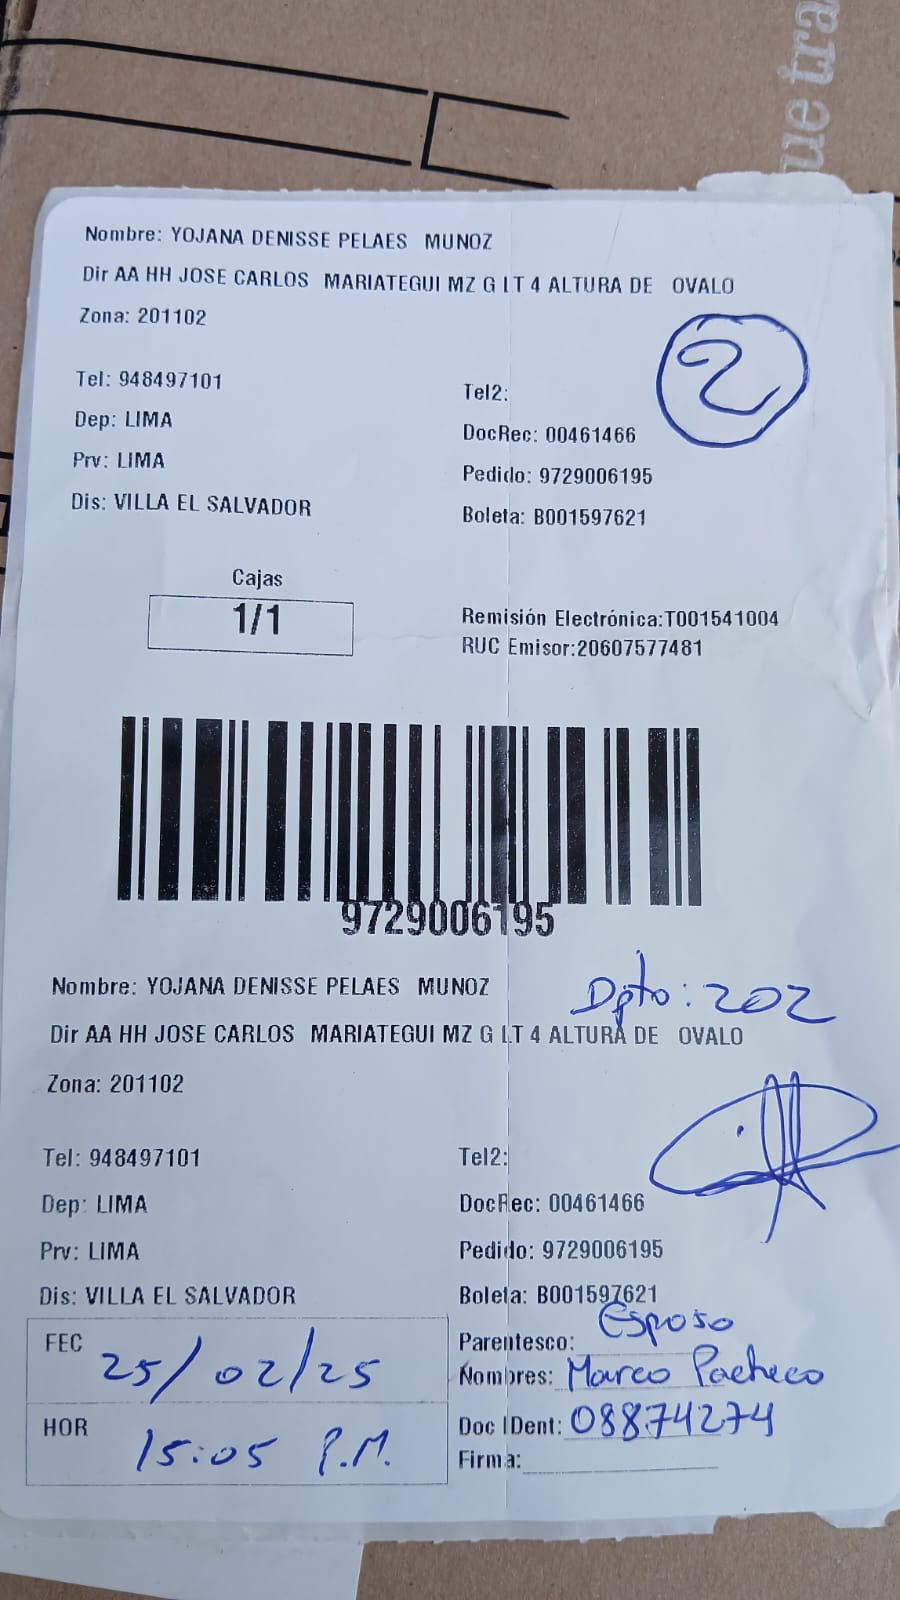 ue tra
Nombre: YOJANA DENISSE PELAES MUNOZ
Dir AA HH JOSE CARLOS MARIATEGUI MZ G LT 4 ALTURA DE OVALO
Zona: 201102
2
Tel: 948497101
Tel2:
Dep: LIMA
DocRec: 00461466
Prv: LIMA
Pedido: 9729006195
Dis: VILLA EL SALVADOR
Boleta: B001597621
Cajas
1/1
Remisión Electrónica:T001541004
RUC Emisor:20607577481
9729006195
Dpto: 202
Nombre: YOJANA DENISSE PELAES MUNOZ
Dir AA HH JOSE CARLOS MARIATEGUI MZ G LT 4 ALTURA DE OVALO
Zona: 201102
Tel: 948497101
Tel2:
Dep: LIMA
DocRec: 00461466
Prv: LIMA
Pedido: 9729006195
Dis: VILLA EL SALVADOR
Boleta: B001597621
FEC 25/02/25
Parentesco: Esposo
Nombres: Marco Pacheco
HOR 15:05 P.M.
Doc IDent: 08874274
Firma: